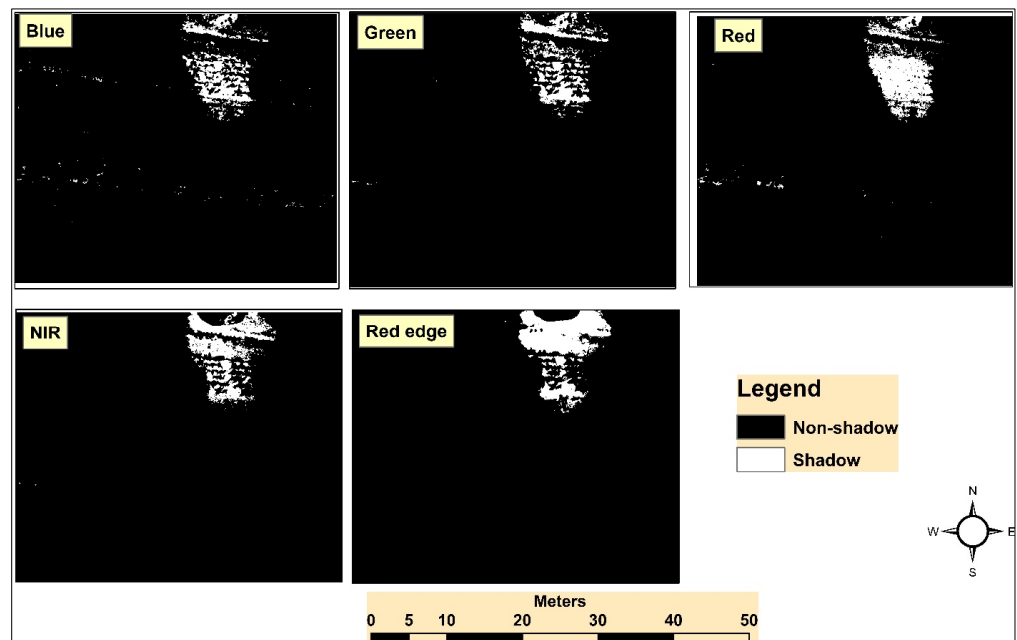 Blue
Green
Red
NIR
Red edge
Legend
Non-shadow
Shadow
N
W E
S
Meters
0 5 10 20 30 40 50